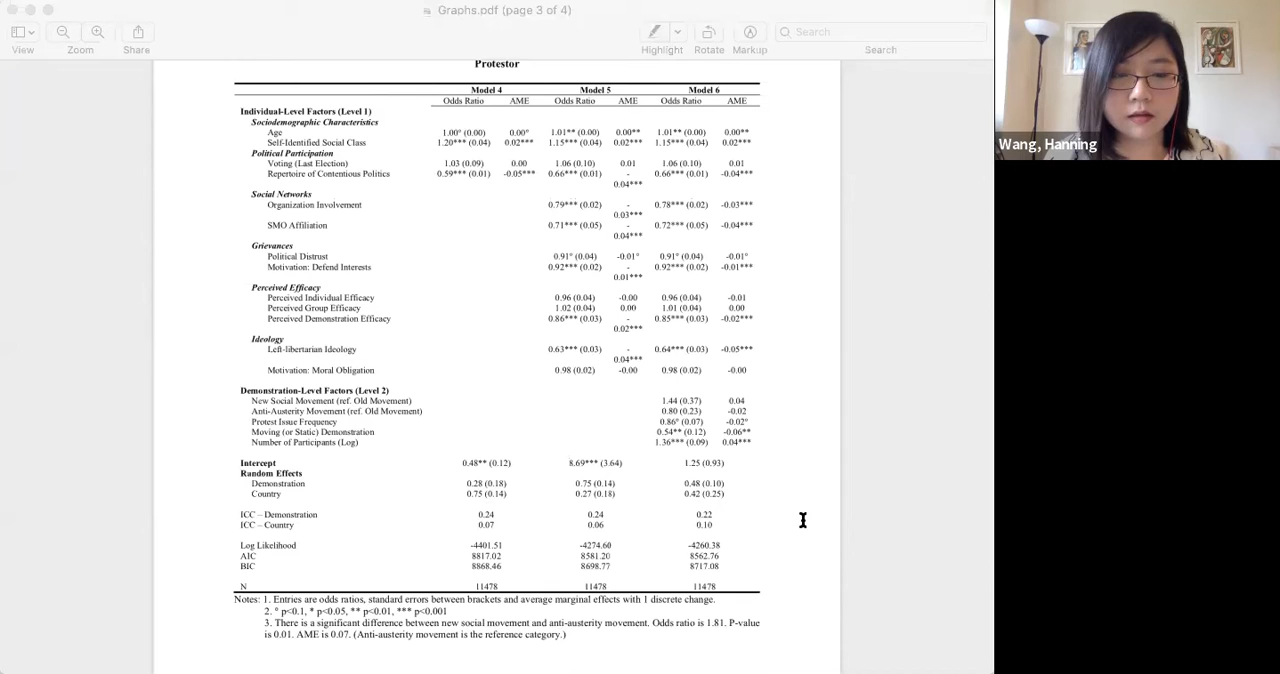 Graphs.pdf (page 3 of 4)
View Zoom Share Highlight Rotate Markup Search
Search
Protestor
Model 4 Model 5 Model 6
Odds Ratio AME Odds Ratio AME Odds Ratio AME
Individual-Level Factors (Level 1)
Sociodemographic Characteristics
Age 1.00° (0.00) 0.00° 1.01** (0.00) 0.00** 1.01** (0.00) 0.00**
Self-Identified Social Class 1.20*** (0.04) 0.02*** 1.15*** (0.04) 0.02*** 1.15*** (0.04) 0.02***
Political Participation
Voting (Last Election) 1.03 (0.09) 0.00 1.06 (0.10) 0.01 1.06 (0.10) 0.01
Repertoire of Contentious Politics 0.59*** (0.01) -0.05*** 0.66*** (0.01) - 0.66*** (0.01) -0.04***
0.04***
Social Networks
Organization Involvement 0.79*** (0.02) - 0.78*** (0.02) -0.03***
0.03***
SMO Affiliation 0.71*** (0.05) - 0.72*** (0.05) -0.04***
0.04***
Grievances
Political Distrust 0.91° (0.04) -0.01° 0.91° (0.04) -0.01°
Motivation: Defend Interests 0.92*** (0.02) - 0.92*** (0.02) -0.01***
0.01***
Perceived Efficacy
Perceived Individual Efficacy 0.96 (0.04) -0.00 0.96 (0.04) -0.01
Perceived Group Efficacy 1.02 (0.04) 0.00 1.01 (0.04) 0.00
Perceived Demonstration Efficacy 0.86*** (0.03) - 0.85*** (0.03) -0.02***
0.02***
Ideology
Left-libertarian Ideology 0.63*** (0.03) - 0.64*** (0.03) -0.05***
0.04***
Motivation: Moral Obligation 0.98 (0.02) -0.00 0.98 (0.02) -0.00
Demonstration-Level Factors (Level 2)
New Social Movement (ref. Old Movement) 1.44 (0.37) 0.04
Anti-Austerity Movement (ref. Old Movement) 0.80 (0.23) -0.02
Protest Issue Frequency 0.86° (0.07) -0.02°
Moving (or Static) Demonstration 0.54** (0.12) -0.06**
Number of Participants (Log) 1.36*** (0.09) 0.04***
Intercept 0.48** (0.12) 8.69*** (3.64) 1.25 (0.93)
Random Effects
Demonstration 0.28 (0.18) 0.75 (0.14) 0.48 (0.10)
Country 0.75 (0.14) 0.27 (0.18) 0.42 (0.25)
ICC – Demonstration 0.24 0.24 0.22
ICC – Country 0.07 0.06 0.10
Log Likelihood -4401.51 -4274.60 -4260.38
AIC 8817.02 8581.20 8562.76
BIC 8868.46 8698.77 8717.08
N 11478 11478 11478
Notes: 1. Entries are odds ratios, standard errors between brackets and average marginal effects with 1 discrete change.
2. ° p<0.1, * p<0.05, ** p<0.01, *** p<0.001
3. There is a significant difference between new social movement and anti-austerity movement. Odds ratio is 1.81. P-value
is 0.01. AME is 0.07. (Anti-austerity movement is the reference category.)
Wang, Hanning